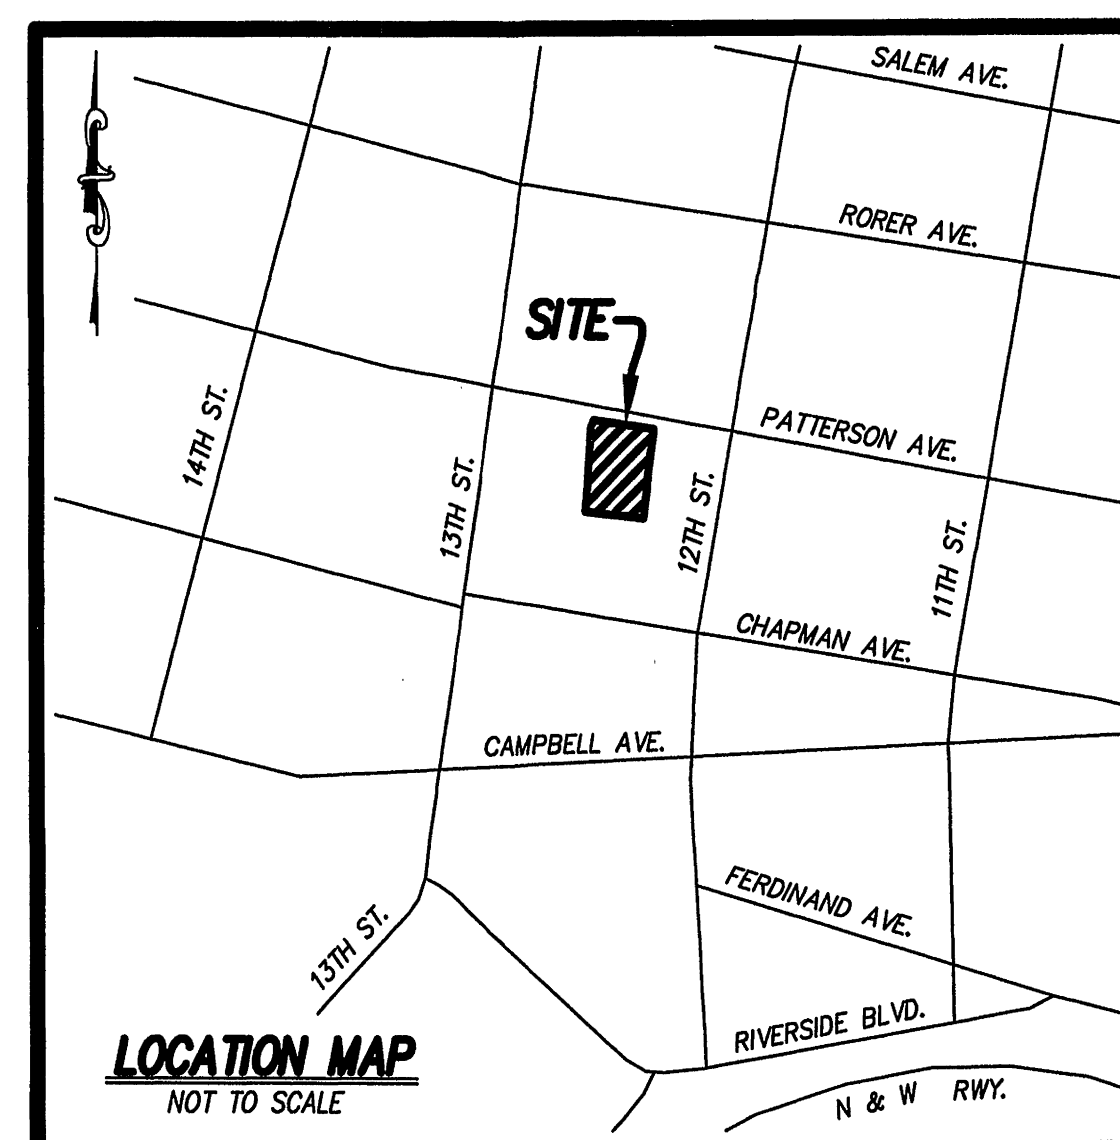 SALEM AVE.
RORER AVE.
SITE
PATTERSON AVE.
14TH ST.
13TH ST.
12TH ST.
11TH ST.
CHAPMAN AVE.
CAMPBELL AVE.
FERDINAND AVE.
13TH ST.
RIVERSIDE BLVD.
LOCATION MAP
NOT TO SCALE
N & W RWY.